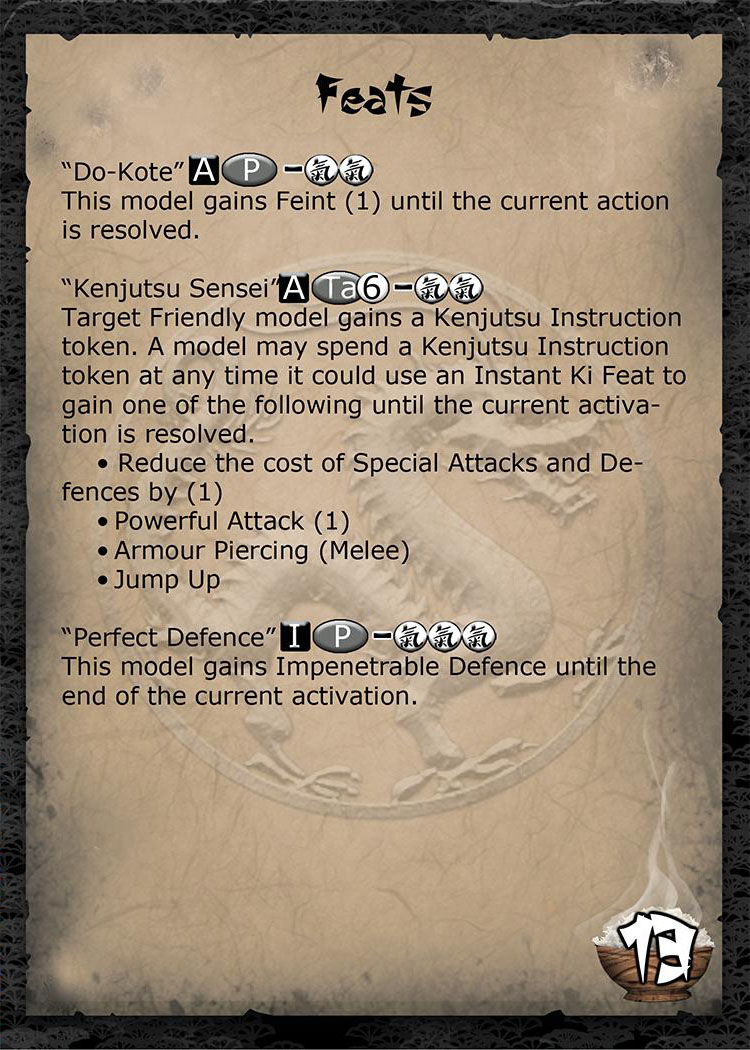 Feats
“Do-Kote” A P -氣氣
This model gains Feint (1) until the current action
is resolved.
“Kenjutsu Sensei” A Ta6 -氣氣
Target Friendly model gains a Kenjutsu Instruction
token. A model may spend a Kenjutsu Instruction
token at any time it could use an Instant Ki Feat to
gain one of the following until the current activa-
tion is resolved.
• Reduce the cost of Special Attacks and De-
fences by (1)
• Powerful Attack (1)
• Armour Piercing (Melee)
• Jump Up
“Perfect Defence” I P -氣氣氣
This model gains Impenetrable Defence until the
end of the current activation.
13